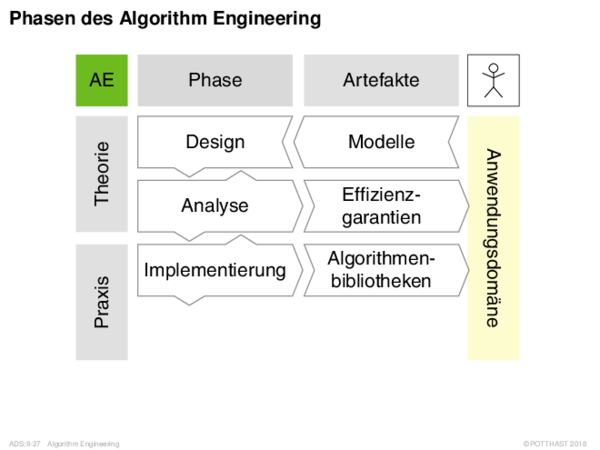 Phasen des Algorithm Engineering
AE
Phase
Artefakte
Theorie
Design
Modelle
Analyse
Effizienz-
garantien
Praxis
Implementierung
Algorithmen-
bibliotheken
Anwendungsdomäne
ADS:II-27 Algorithm Engineering
©POTTHAST 2018